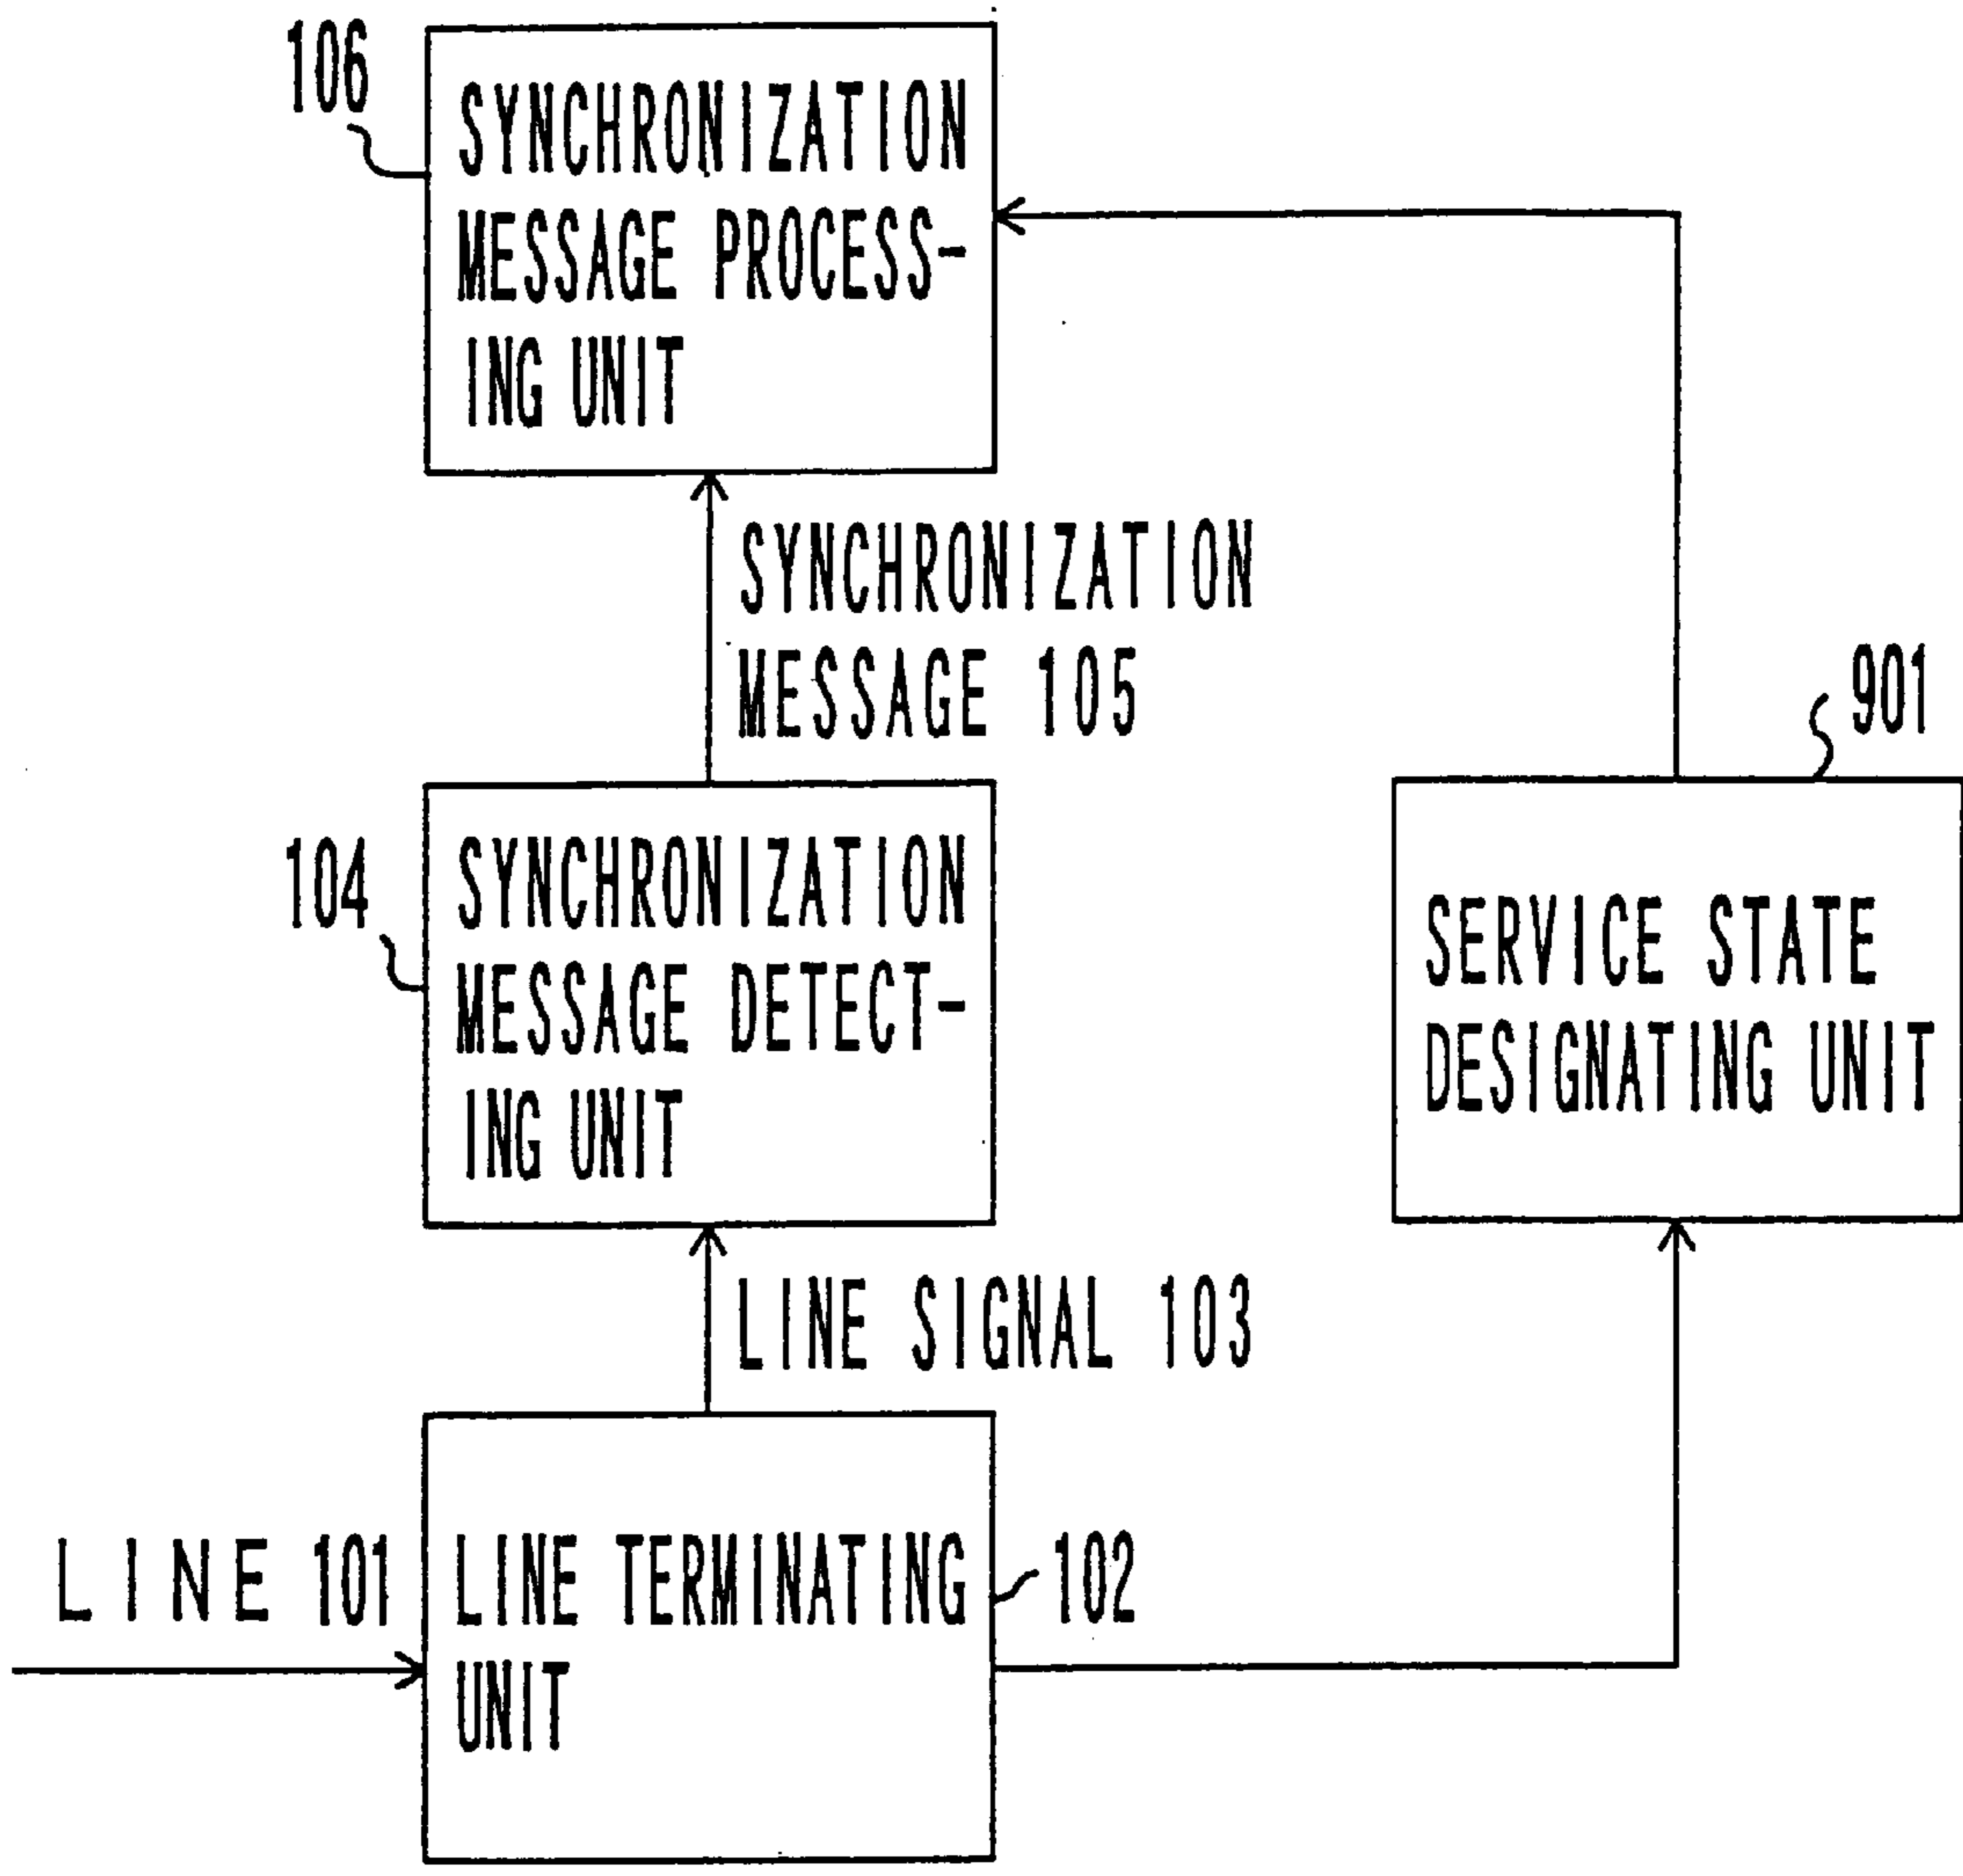 106
SYNCHRONIZATION
MESSAGE PROCESS-
ING UNIT
SYNCHRONIZATION
MESSAGE 105
901
104
SYNCHRONIZATION
MESSAGE DETECT-
ING UNIT
SERVICE STATE
DESIGNATING UNIT
LINE SIGNAL 103
LINE 101
LINE TERMINATING
UNIT
102